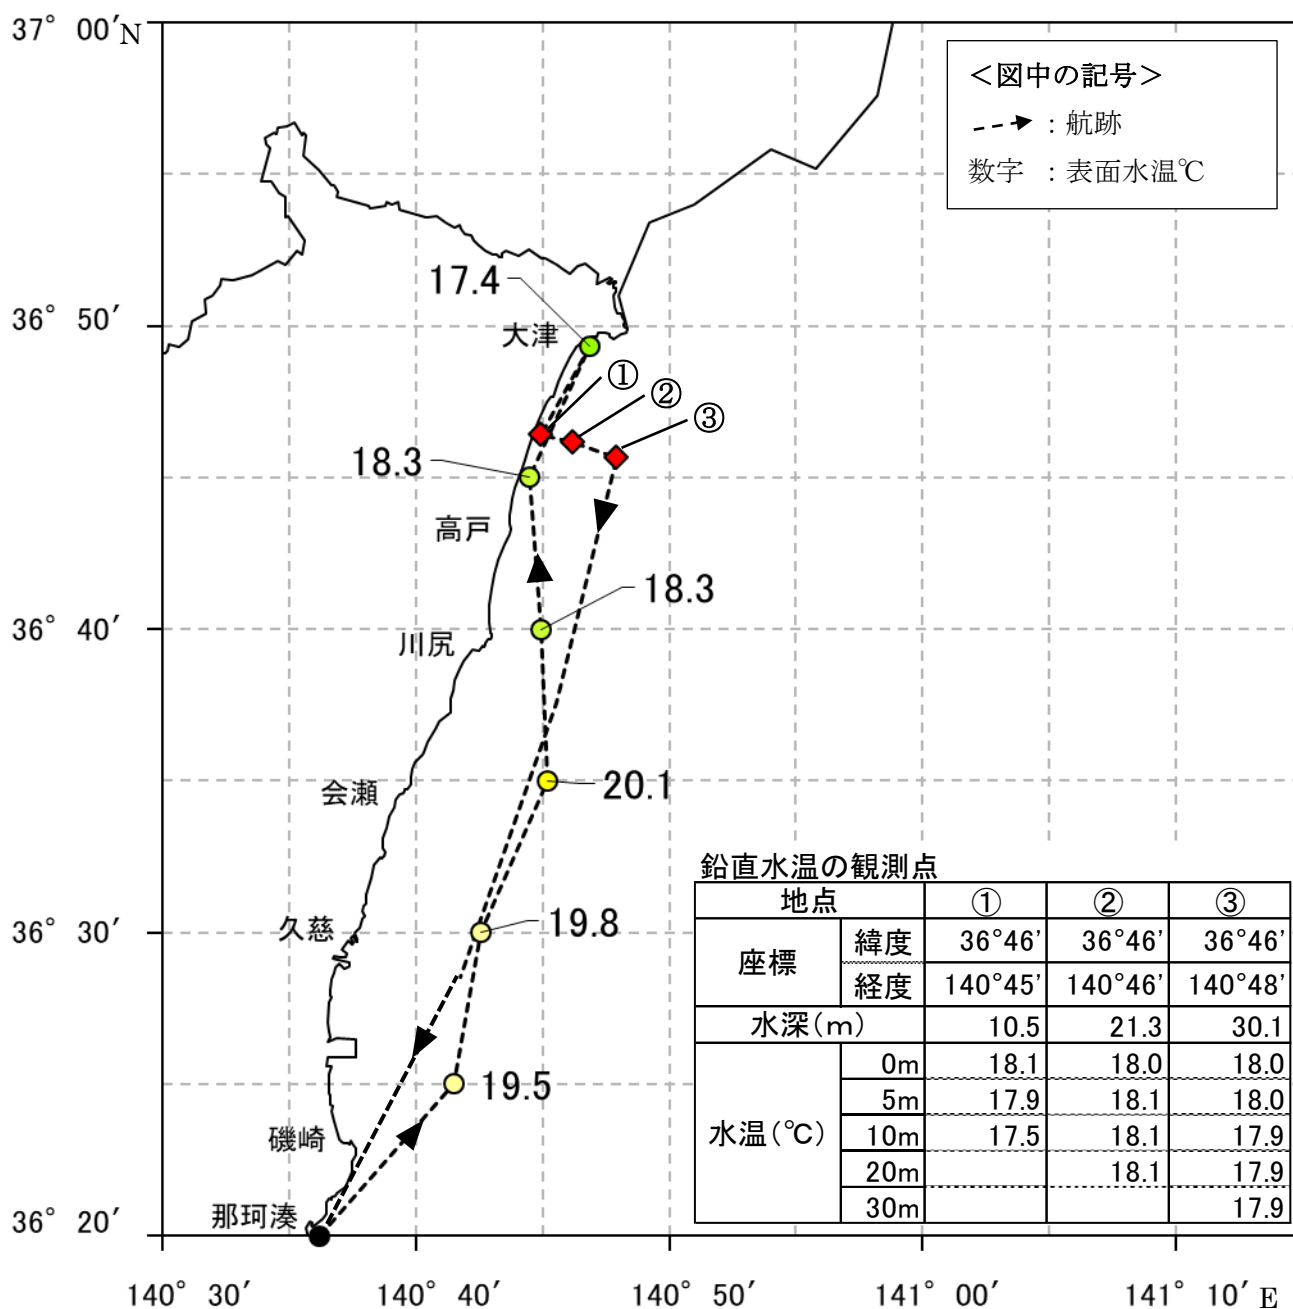 37° 00′N
＜図中の記号＞
：航跡
数字 ：表面水温℃
17.4
36° 50′
大津
①
②
③
18.3
高戸
18.3
36° 40′
川尻
20.1
会瀬
鉛直水温の観測点
地点 ① ② ③
座標 緯度 36°46' 36°46' 36°46'
経度 140°45' 140°46' 140°48'
水深(m) 10.5 21.3 30.1
水温(℃) 0m 18.1 18.0 18.0
5m 17.9 18.1 18.0
10m 17.5 18.1 17.9
20m 18.1 17.9
30m 17.9
19.8
久慈
36° 30′
19.5
磯崎
那珂湊
36° 20′
140° 30′ 140° 40′ 140° 50′ 141° 00′ 141° 10′ E